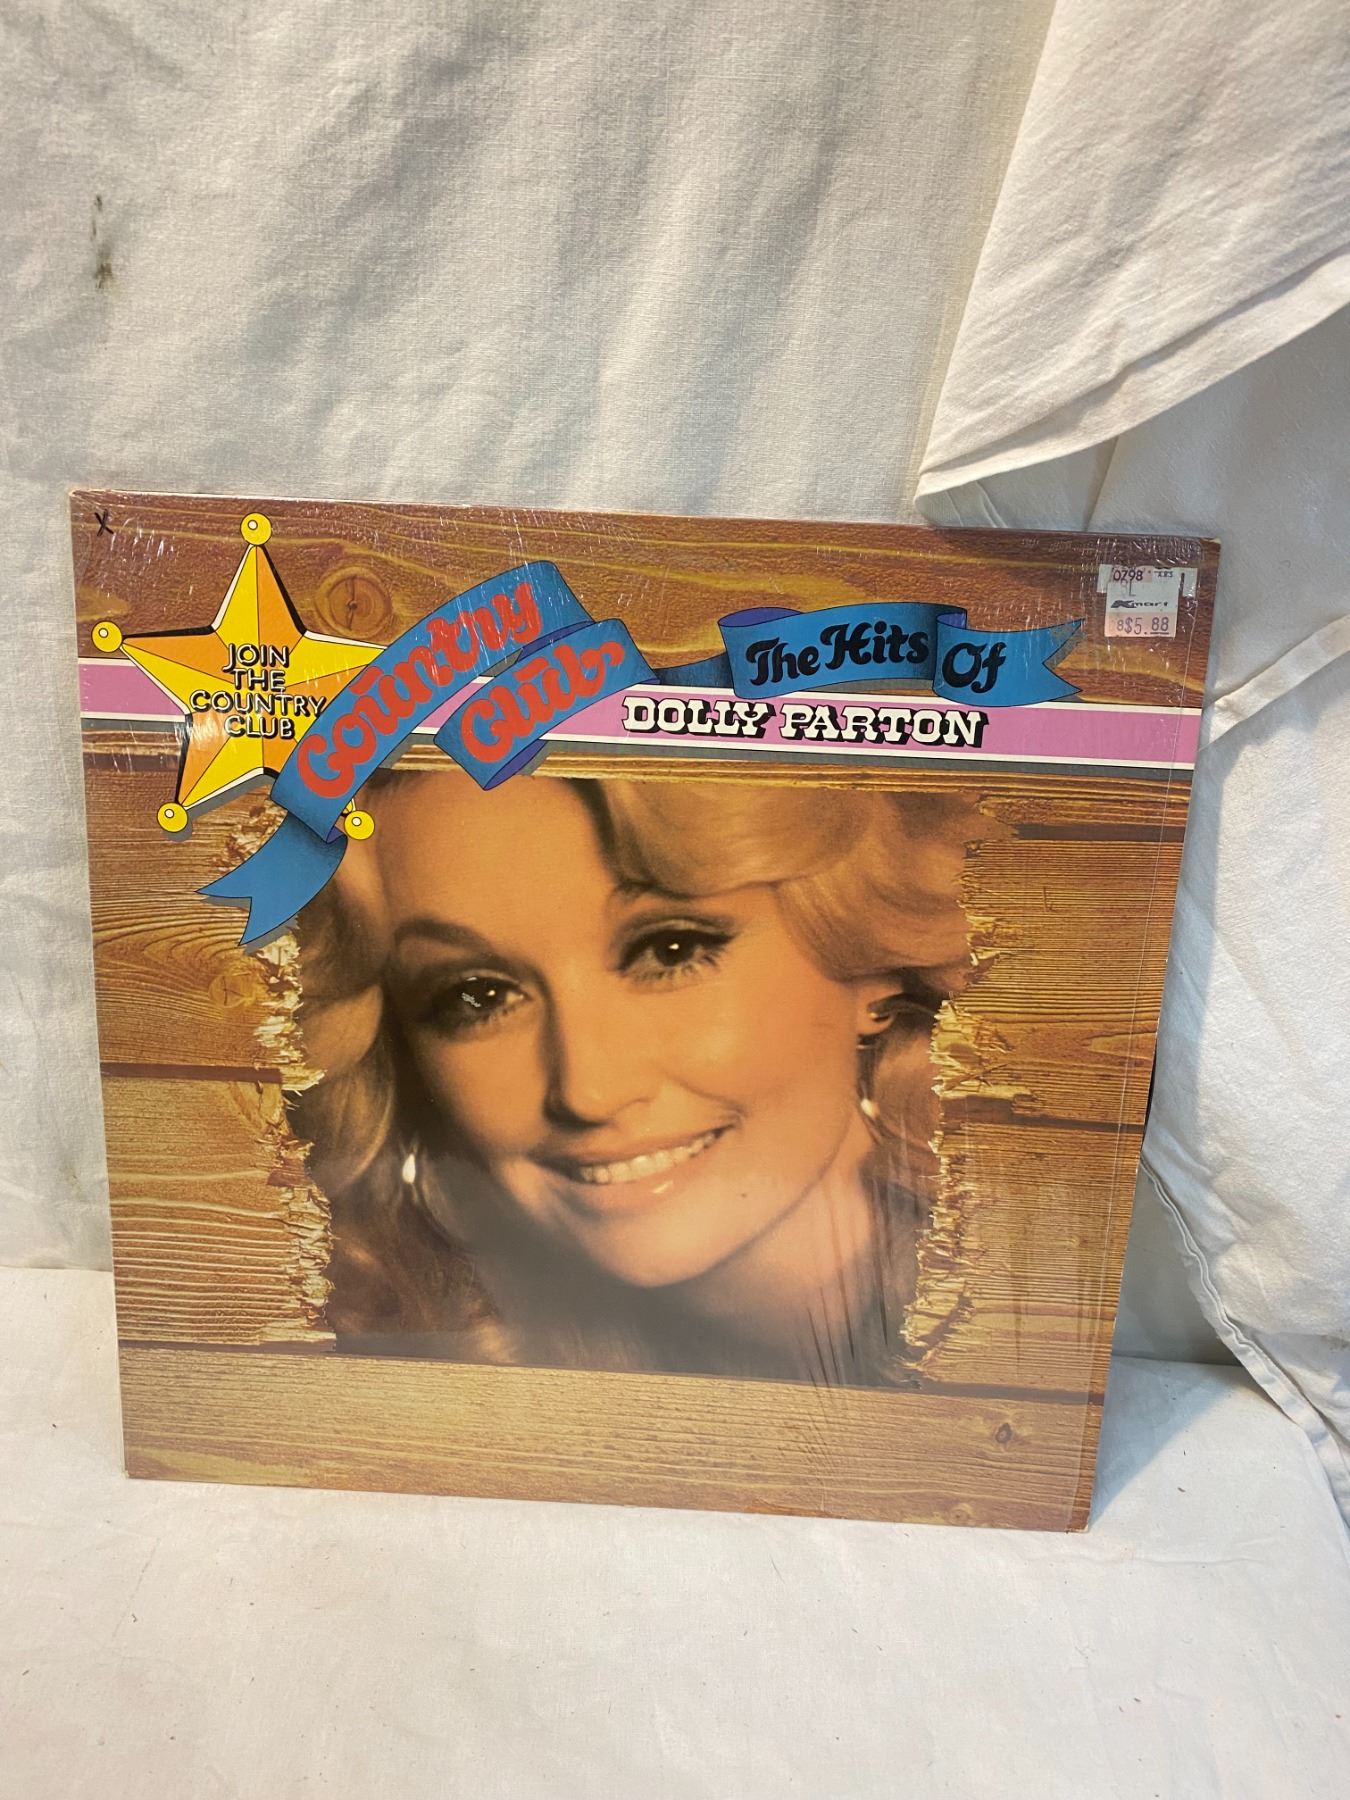 X
JOIN
THE
COUNTRY
CLUB
Country
Club
The Hits Of
DOLLY PARTON
0798
Kmart
$5.88